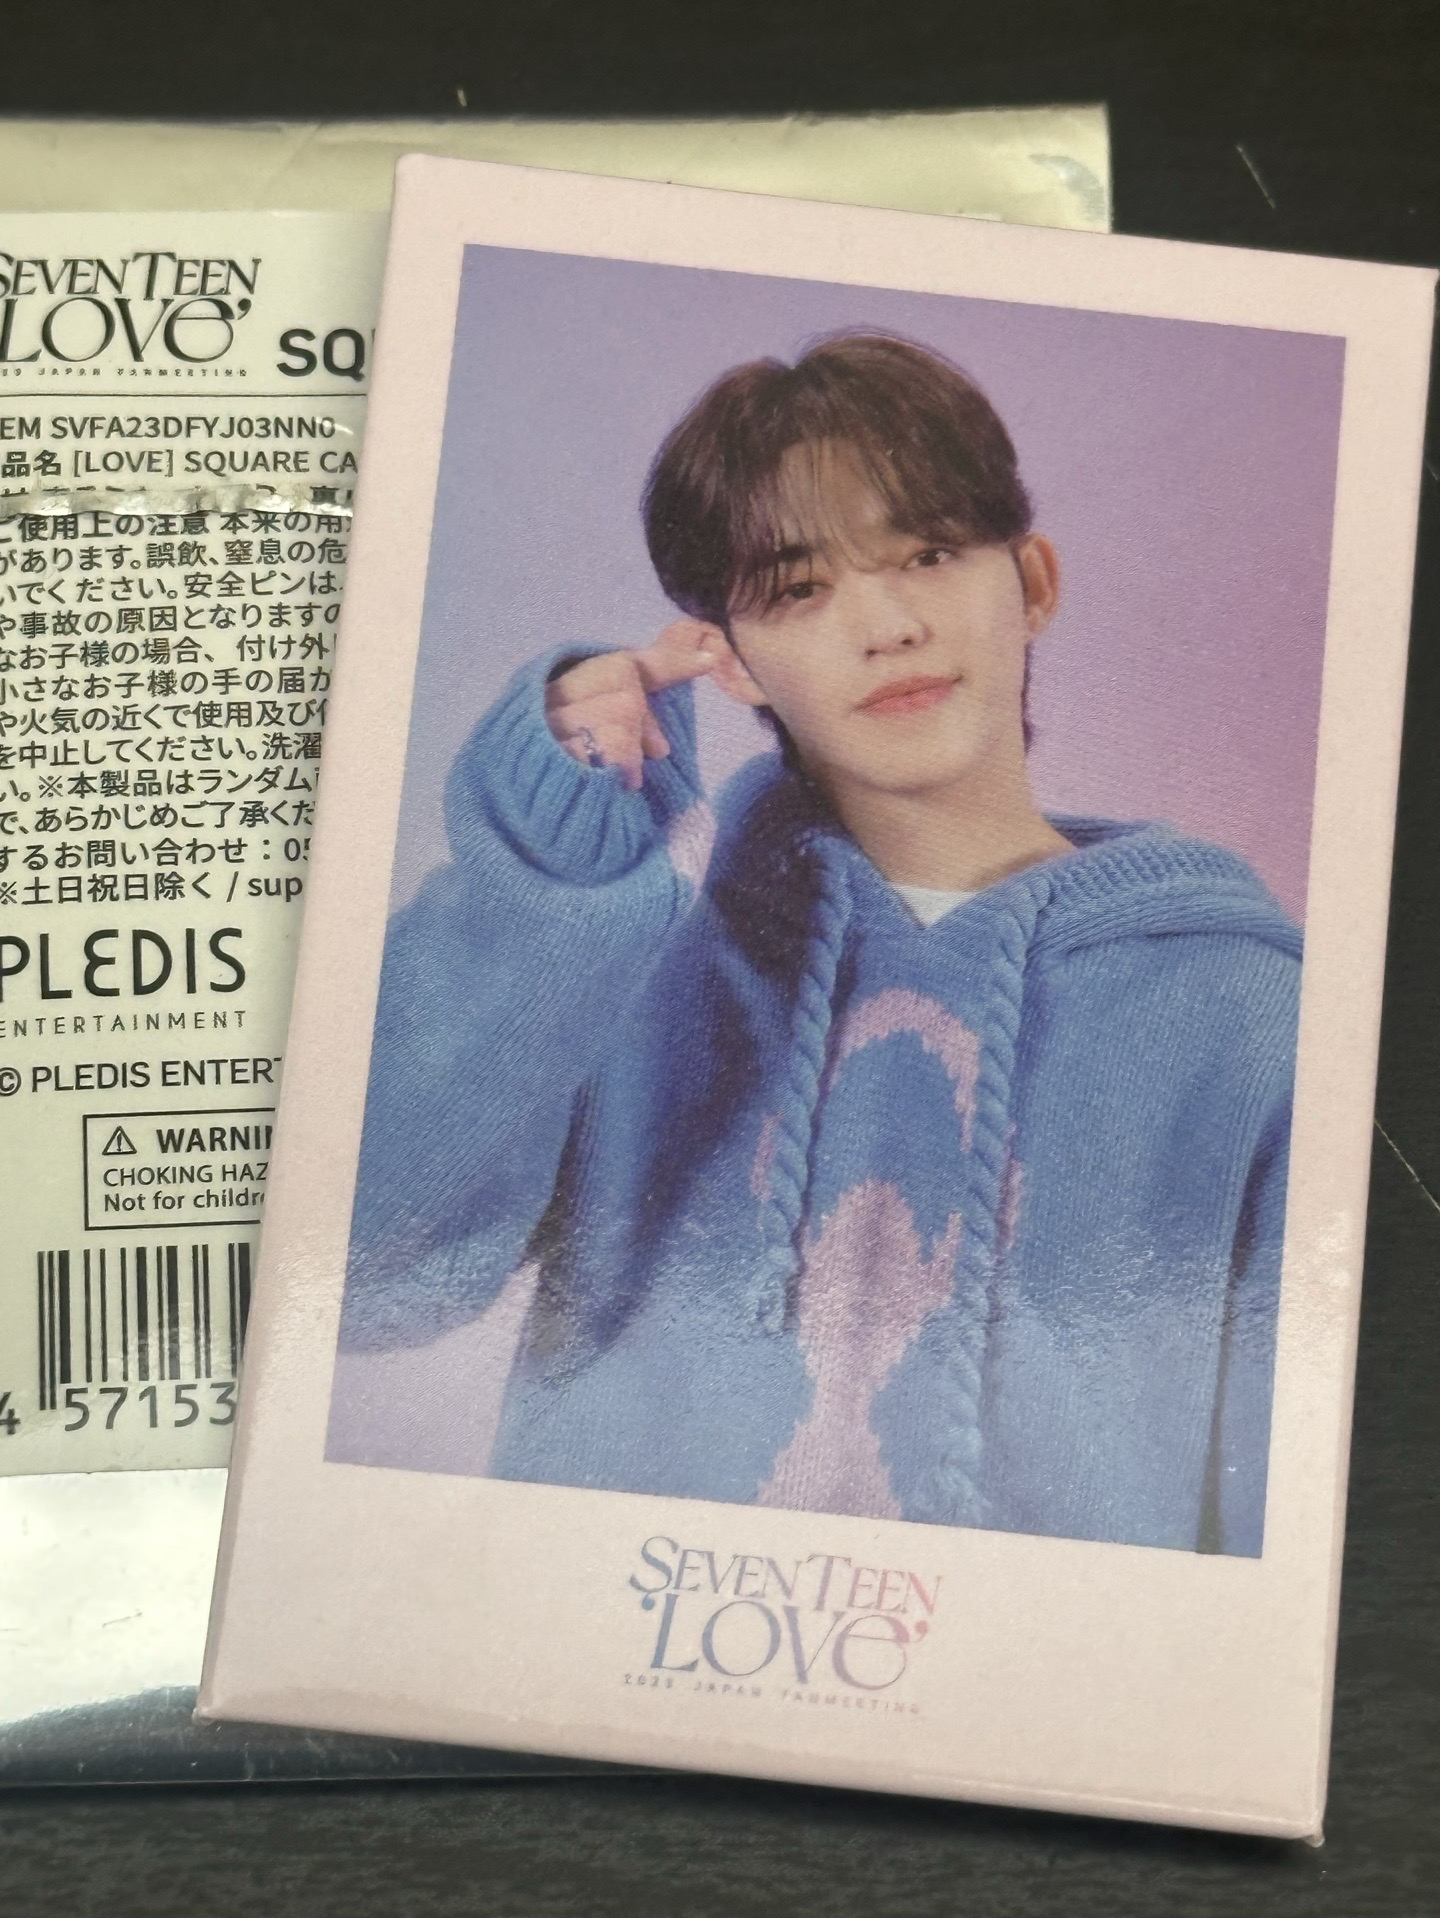 SEVENTEEN
'LOVE'
JAPAN FANMEETING
SQ
EM SVFA23DFYJ03NN0
品名 [LOVE] SQUARE CA
ご使用上の注意 本来の用
があります。誤飲、窒息の危
いでください。安全ピンは
や事故の原因となりますの
なお子様の場合、付け外
小さなお子様の手の届か
や火気の近くで使用及び
を中止してください。洗濯
い。※本製品はランダム
で、あらかじめご了承くだ
するお問い合わせ：05
※土日祝日除く / sup
PLEDIS
ENTERTAINMENT
© PLEDIS ENTERT
⚠ WARNIN
CHOKING HAZ
Not for childre
4 57153
SEVENTEEN
'LOVE'
2023 JAPAN FANMEETING